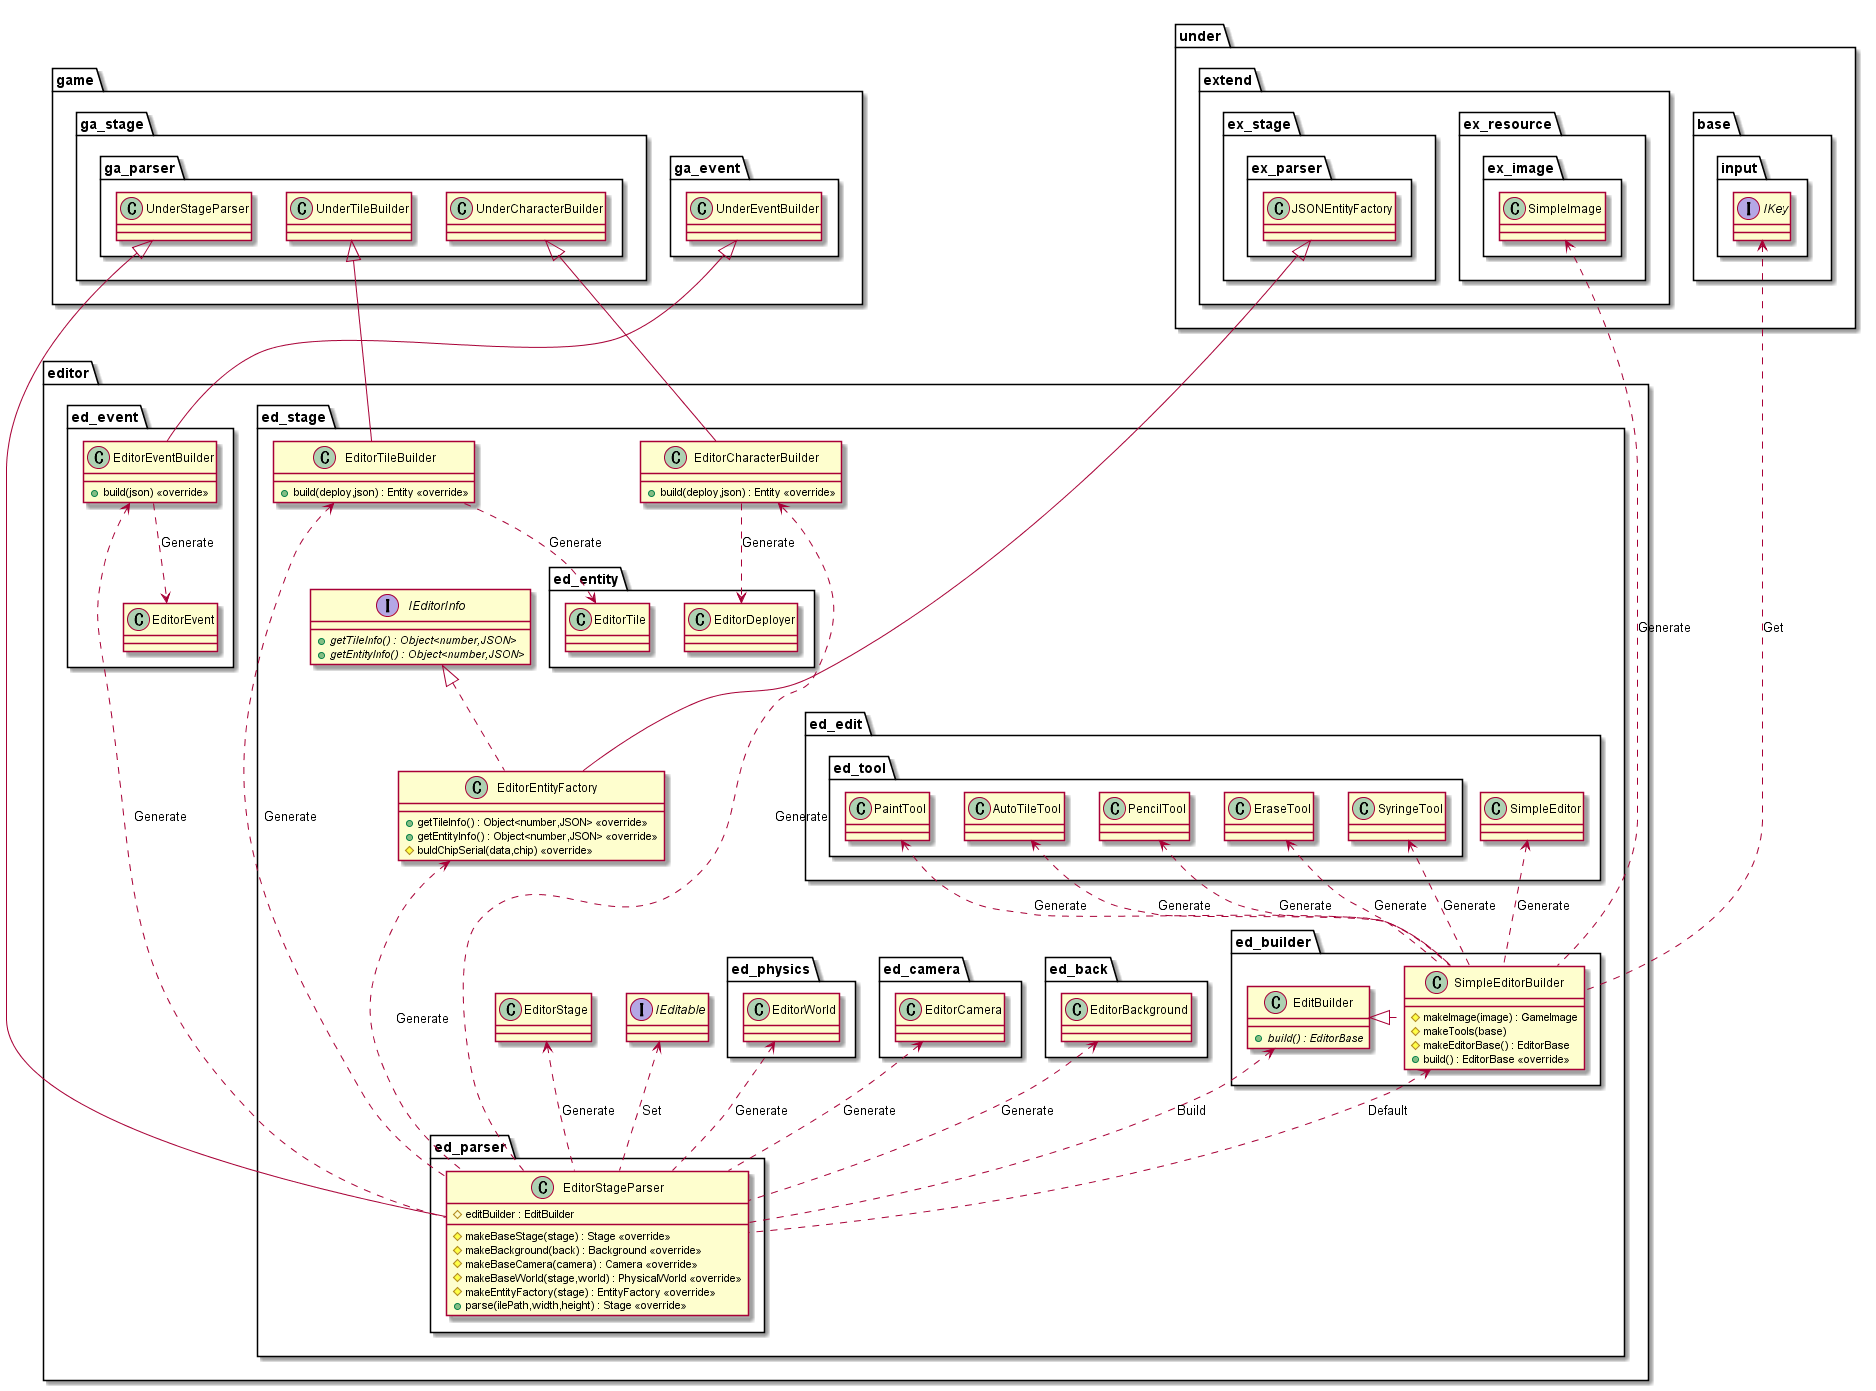 under
game
extend
ga_stage
ex_stage
ex_resource
base
ga_parser
ga_event
ex_parser
ex_image
input
C UnderStageParser
C UnderTileBuilder
C UnderCharacterBuilder
C UnderEventBuilder
C JSONEntityFactory
C SimpleImage
I IKey
editor
ed_event
ed_stage
C EditorEventBuilder
build(json) «override»
C EditorTileBuilder
build(deploy,json) : Entity «override»
C EditorCharacterBuilder
build(deploy,json) : Entity «override»
Generate
Generate
Generate
ed_entity
I IEditorInfo
getTileInfo() : Object<number,JSON>
getEntityInfo() : Object<number,JSON>
C EditorEvent
C EditorTile
C EditorDeployer
Generate
Get
ed_edit
ed_tool
C EditorEntityFactory
getTileInfo() : Object<number,JSON> «override»
getEntityInfo() : Object<number,JSON> «override»
buldChipSerial(data,chip) «override»
C PaintTool
C AutoTileTool
C PencilTool
C EraseTool
C SyringeTool
C SimpleEditor
Generate
Generate
Generate
Generate
Generate
Generate
Generate
Generate
Generate
ed_builder
ed_physics
ed_camera
ed_back
C EditorStage
I IEditable
C EditorWorld
C EditorCamera
C EditorBackground
C EditBuilder
build() : EditorBase
C SimpleEditorBuilder
makeImage(image) : GameImage
makeTools(base)
makeEditorBase() : EditorBase
build() : EditorBase «override»
Generate
Generate
Set
Generate
Generate
Generate
Build
Default
ed_parser
C EditorStageParser
editBuilder : EditBuilder
makeBaseStage(stage) : Stage «override»
makeBackground(back) : Background «override»
makeBaseCamera(camera) : Camera «override»
makeBaseWorld(stage,world) : PhysicalWorld «override»
makeEntityFactory(stage) : EntityFactory «override»
parse(ilePath,width,height) : Stage «override»